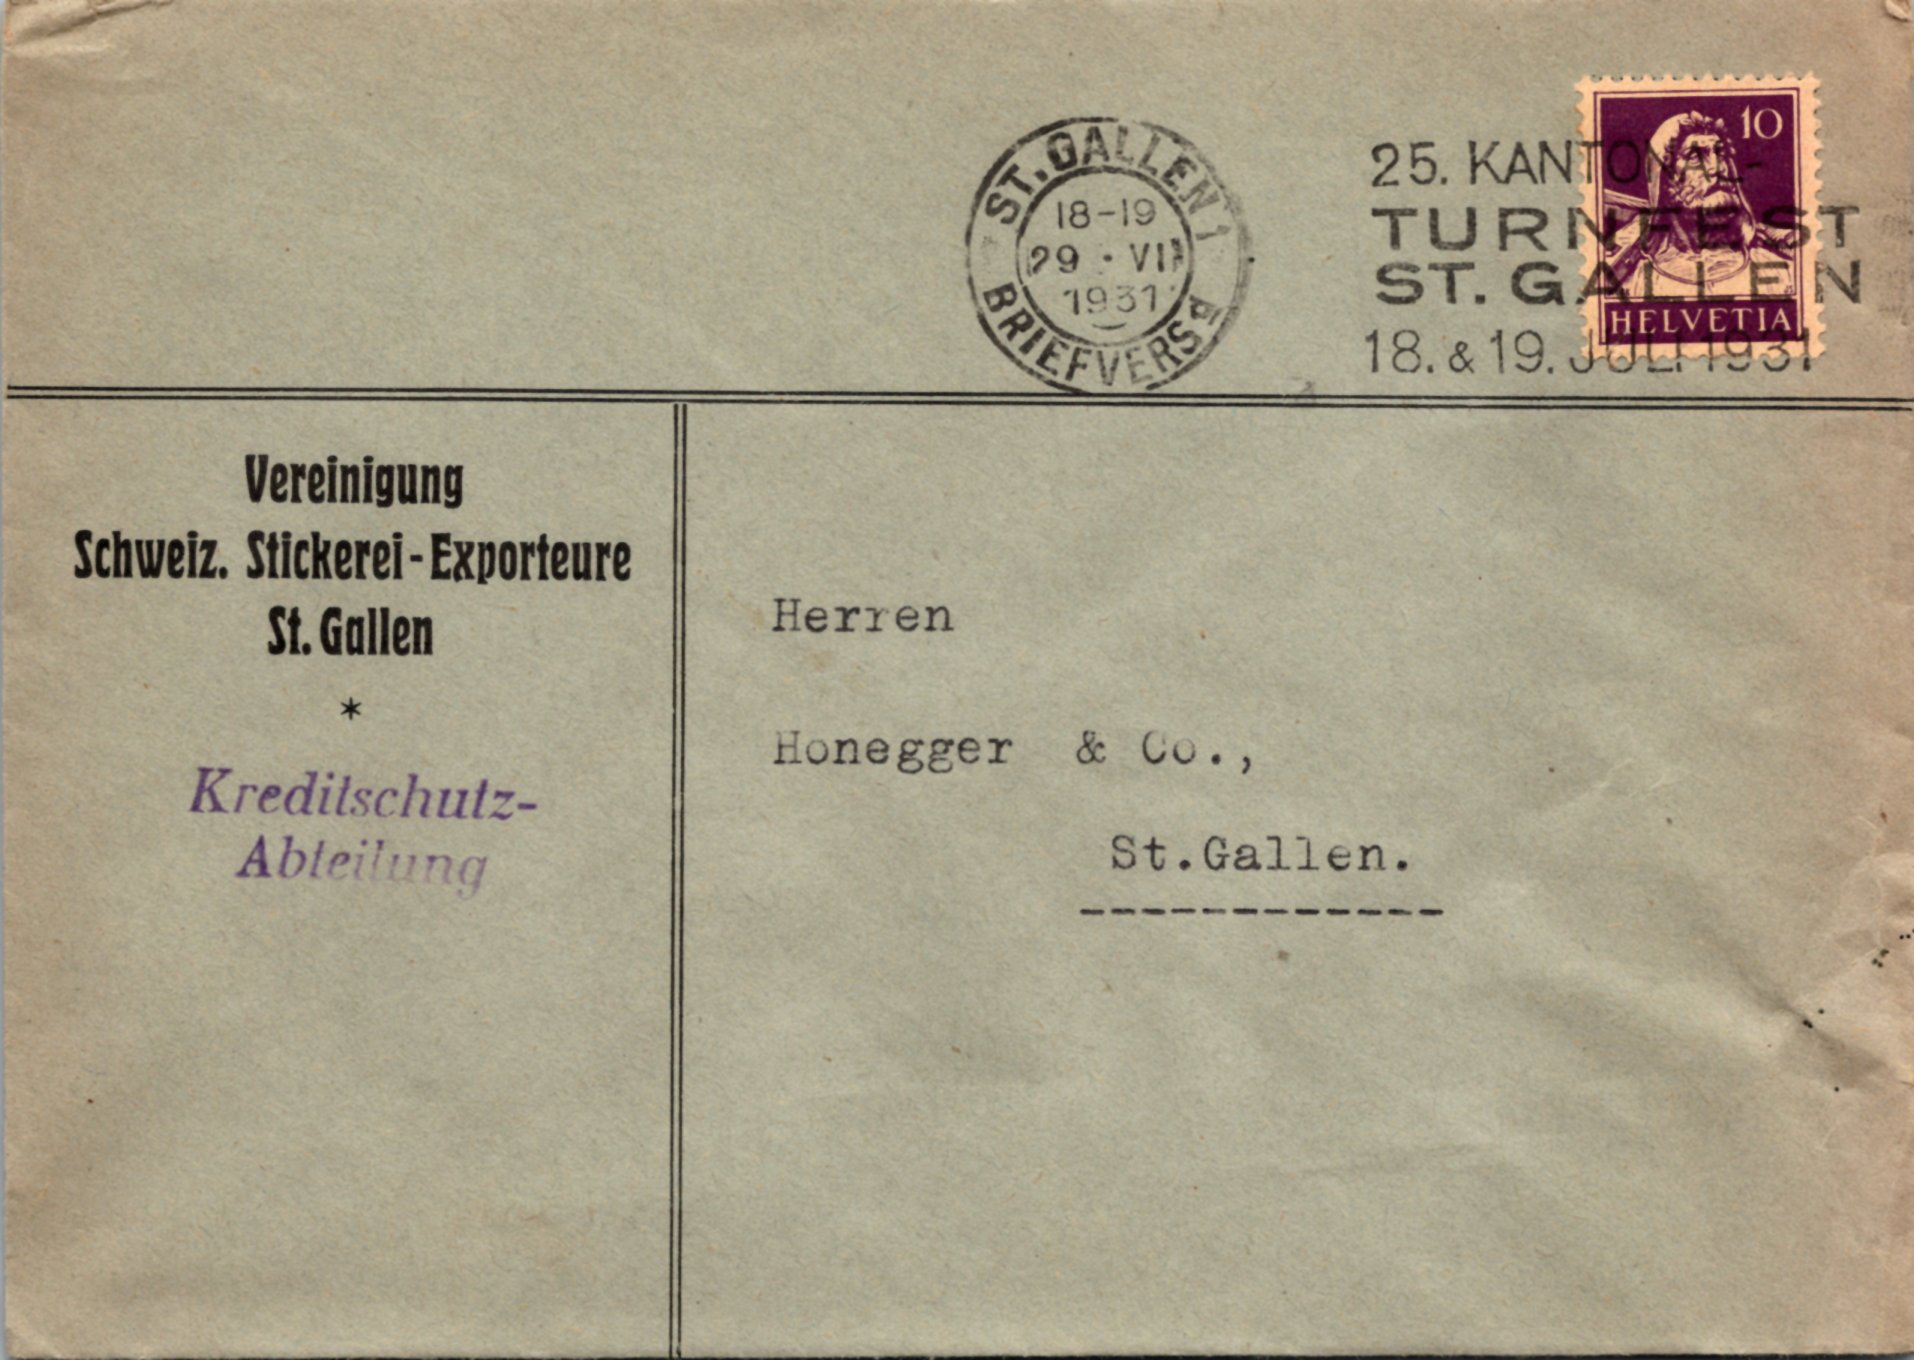 ST. GALLEN 1
18-19
29 · VI
1931
BRIEFVERS
25. KANTONAL-
TURNFEST
ST. GALLEN
18. & 19. JULI 1931
10
HELVETIA
Vereinigung
Schweiz. Stickerei-Exporteure
St. Gallen
*
Kreditschutz-
Abteilung
Herren
Honegger & Co.,
St.Gallen.
------------